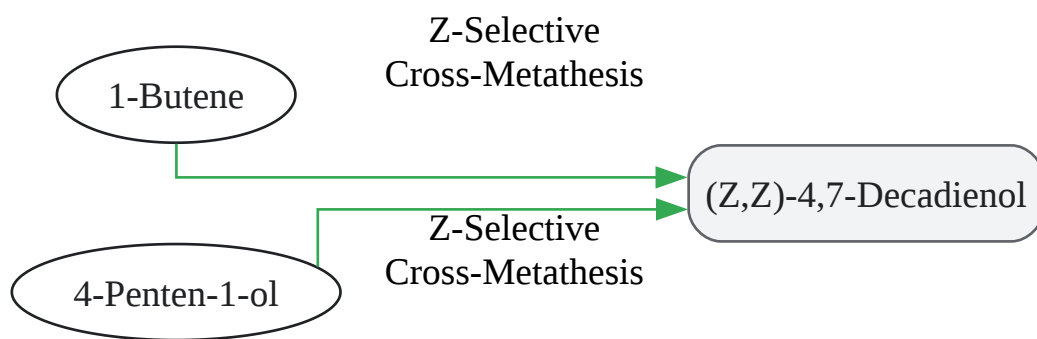 Z-Selective
Cross-Metathesis
1-Butene
(Z,Z)-4,7-Decadienol
Z-Selective
Cross-Metathesis
4-Penten-1-ol